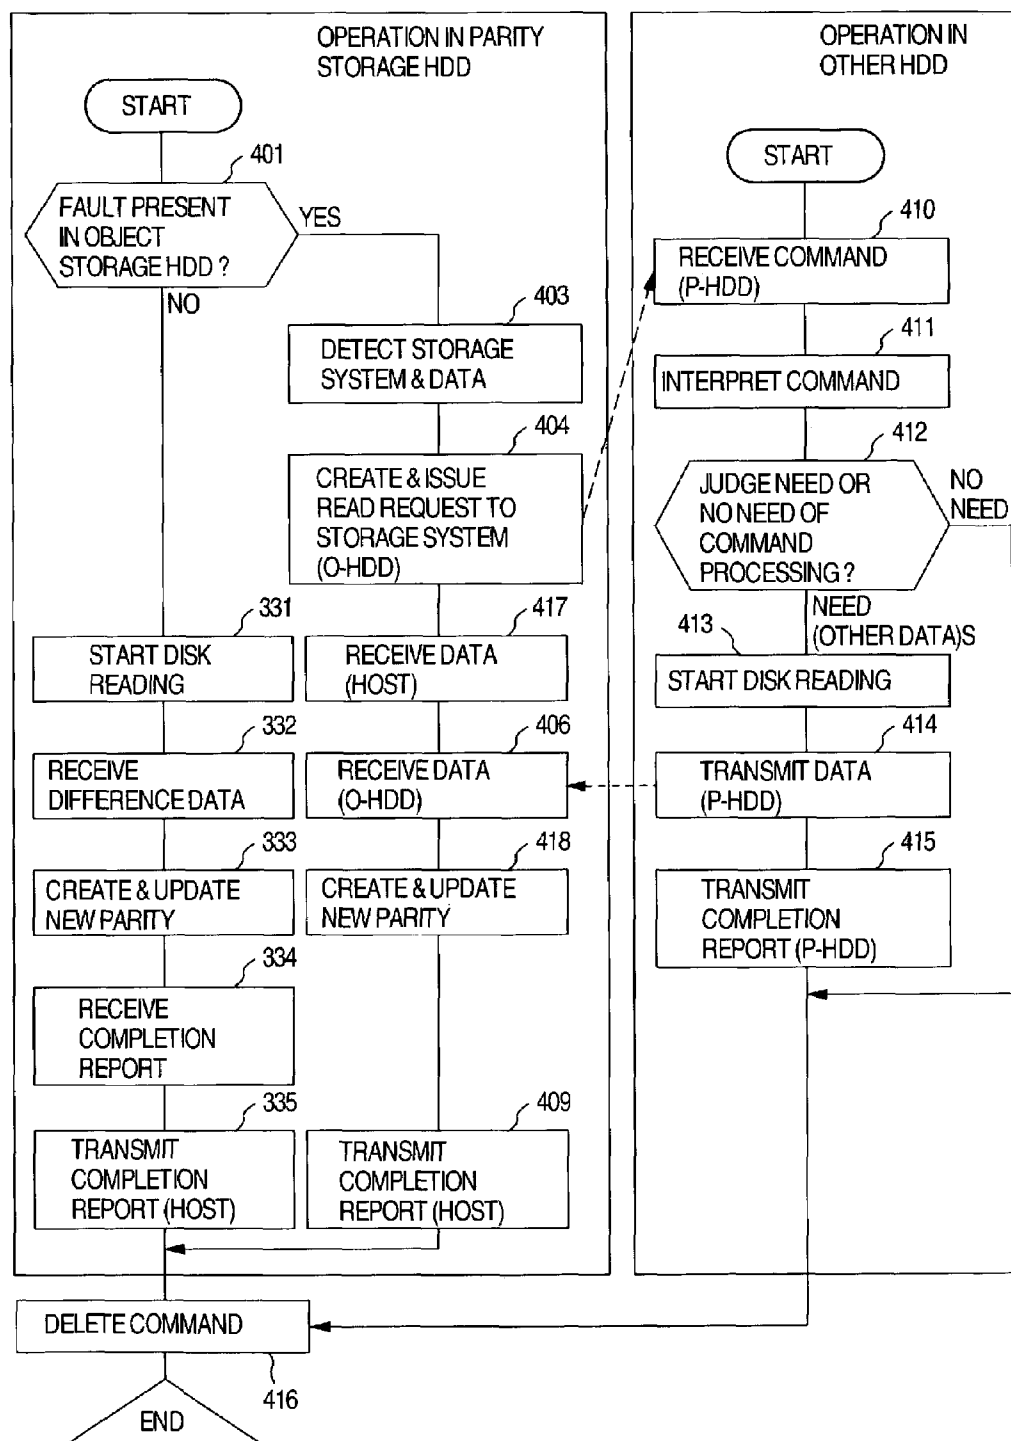 OPERATION IN PARITY
STORAGE HDD
START
401
FAULT PRESENT
IN OBJECT
STORAGE HDD ?
YES
NO
403
DETECT STORAGE
SYSTEM & DATA
404
CREATE & ISSUE
READ REQUEST TO
STORAGE SYSTEM
(O-HDD)
331
START DISK
READING
417
RECEIVE DATA
(HOST)
332
RECEIVE
DIFFERENCE DATA
406
RECEIVE DATA
(O-HDD)
333
CREATE & UPDATE
NEW PARITY
418
CREATE & UPDATE
NEW PARITY
334
RECEIVE
COMPLETION
REPORT
335
TRANSMIT
COMPLETION
REPORT (HOST)
409
TRANSMIT
COMPLETION
REPORT (HOST)
OPERATION IN
OTHER HDD
START
410
RECEIVE COMMAND
(P-HDD)
411
INTERPRET COMMAND
412
JUDGE NEED OR
NO NEED OF
COMMAND
PROCESSING ?
NO
NEED
NEED
(OTHER DATA)S
413
START DISK READING
414
TRANSMIT DATA
(P-HDD)
415
TRANSMIT
COMPLETION
REPORT (P-HDD)
DELETE COMMAND
416
END